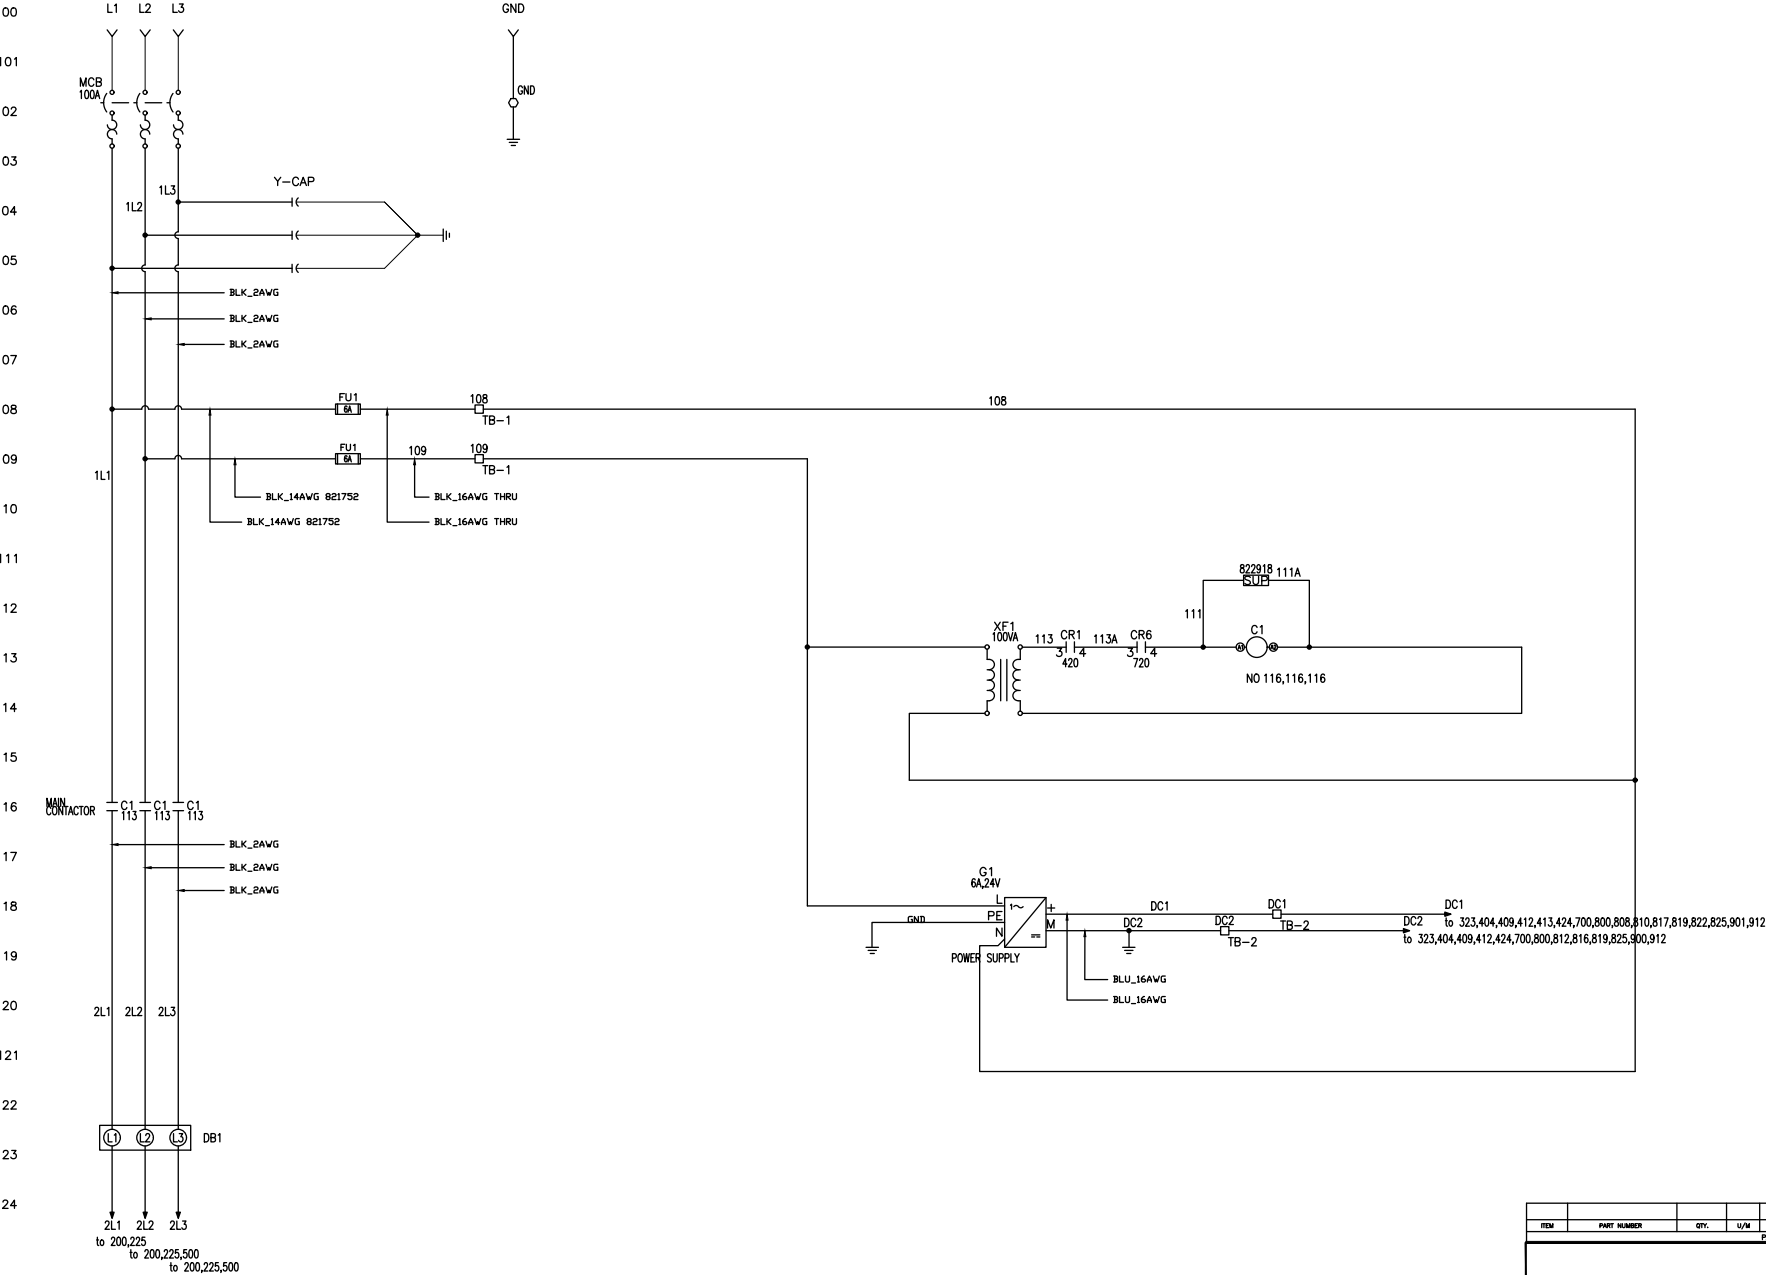 00
L1 L2 L3
GND
101
MCB
100A
GND
02
03
Y-CAP
1L3
1L2
04
05
BLK_2AWG
06
BLK_2AWG
BLK_2AWG
07
FU1
6A
108
TB-1
108
08
FU1
6A
109
109
TB-1
09
1L1
BLK_14AWG 821752
BLK_16AWG THRU
10
BLK_14AWG 821752
BLK_16AWG THRU
111
822918
SUP
111A
12
111
XF1
100VA
113
CR1
113A
CR6
C1
3 4
3 4
A1 A2
13
420
720
NO 116,116,116
14
15
16
MAIN
CONTACTOR
C1 C1 C1
113 113 113
BLK_2AWG
17
BLK_2AWG
G1
6A,24V
BLK_2AWG
18
L
1~
+
DC1
DC1
DC1
GND
PE
DC2
DC2
TB-2
DC2
to 323,404,409,412,413,424,700,800,808,810,817,819,822,825,901,912
N
M
TB-2
to 323,404,409,412,424,700,800,812,816,819,825,900,912
19
POWER SUPPLY
BLU_16AWG
20
BLU_16AWG
2L1 2L2 2L3
121
22
L1 L2 L3
DB1
23
24
2L1 2L2 2L3
to 200,225
to 200,225,500
to 200,225,500
ITEM PART NUMBER QTY. U/M
P